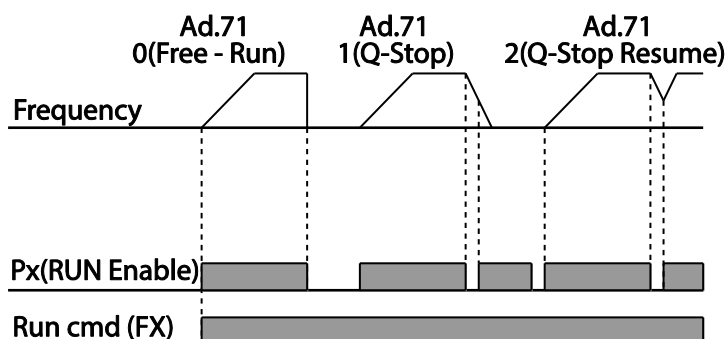 Ad.71
0(Free - Run)
Ad.71
1(Q-Stop)
Ad.71
2(Q-Stop Resume)
Frequency
Px(RUN Enable)
Run cmd (FX)